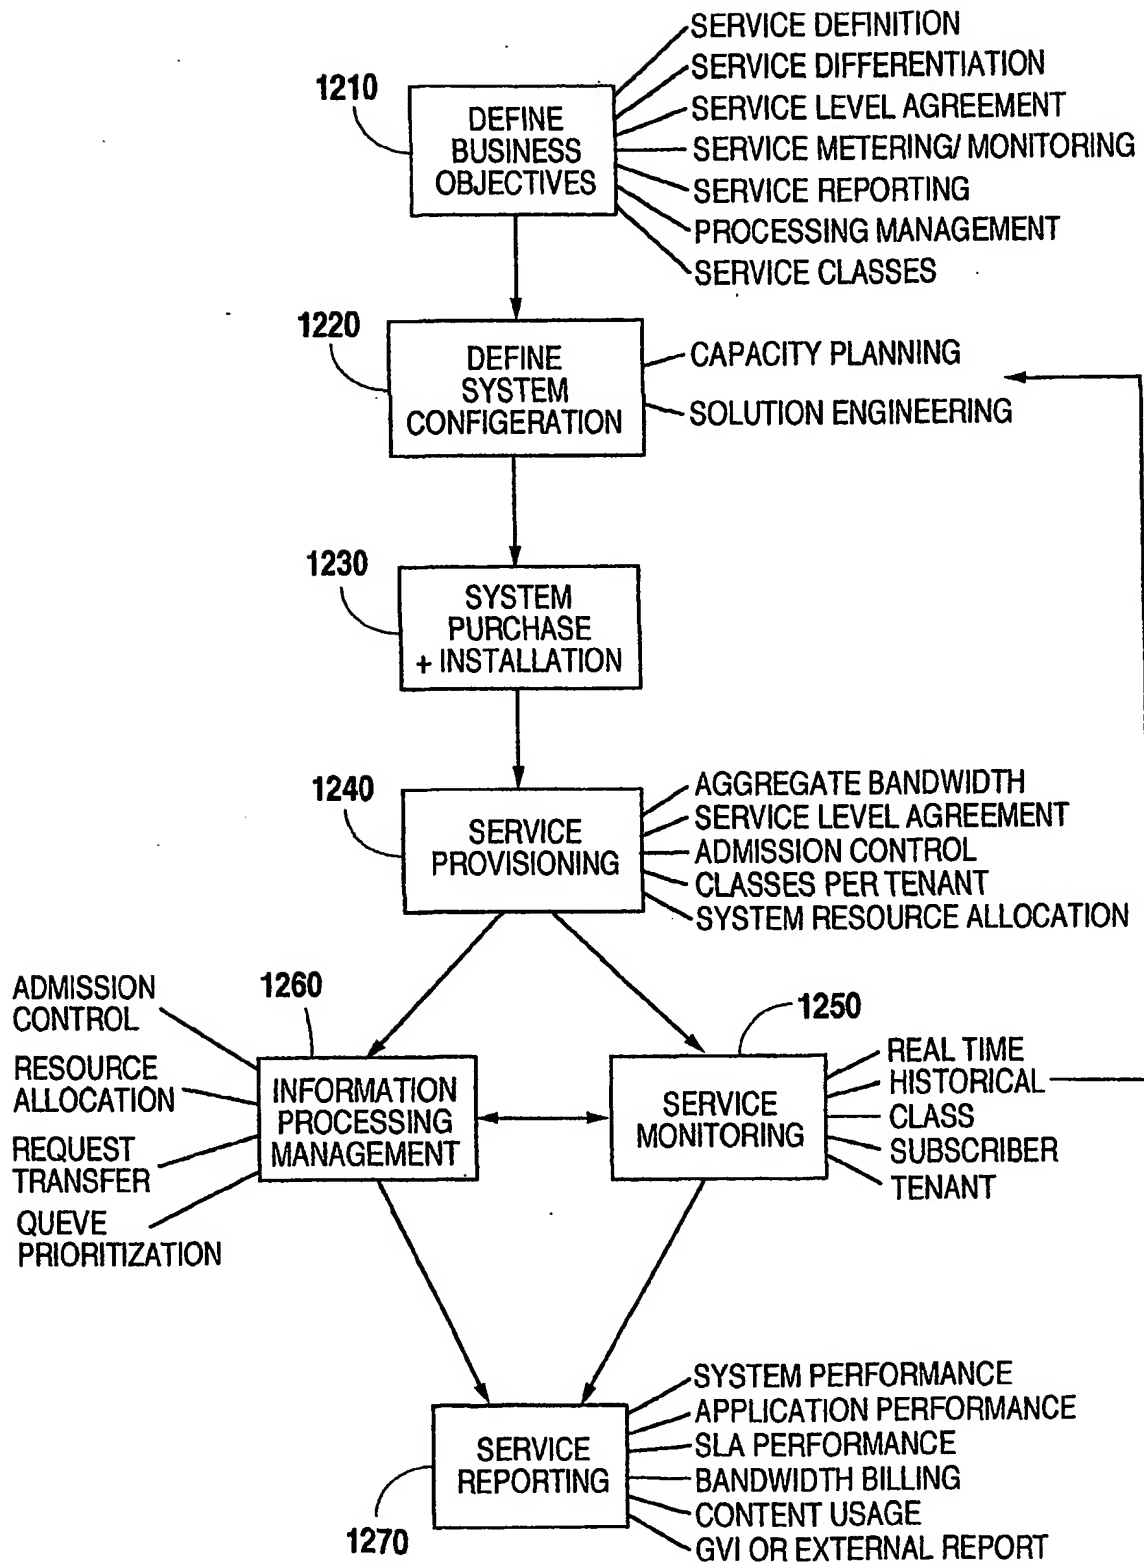 1210
DEFINE
BUSINESS
OBJECTIVES
SERVICE DEFINITION
SERVICE DIFFERENTIATION
SERVICE LEVEL AGREEMENT
SERVICE METERING/ MONITORING
SERVICE REPORTING
PROCESSING MANAGEMENT
SERVICE CLASSES
1220
DEFINE
SYSTEM
CONFIGERATION
CAPACITY PLANNING
SOLUTION ENGINEERING
1230
SYSTEM
PURCHASE
+ INSTALLATION
1240
SERVICE
PROVISIONING
AGGREGATE BANDWIDTH
SERVICE LEVEL AGREEMENT
ADMISSION CONTROL
CLASSES PER TENANT
SYSTEM RESOURCE ALLOCATION
ADMISSION
CONTROL
RESOURCE
ALLOCATION
REQUEST
TRANSFER
QUEVE
PRIORITIZATION
1260
INFORMATION
PROCESSING
MANAGEMENT
1250
SERVICE
MONITORING
REAL TIME
HISTORICAL
CLASS
SUBSCRIBER
TENANT
SERVICE
REPORTING
1270
SYSTEM PERFORMANCE
APPLICATION PERFORMANCE
SLA PERFORMANCE
BANDWIDTH BILLING
CONTENT USAGE
GVI OR EXTERNAL REPORT